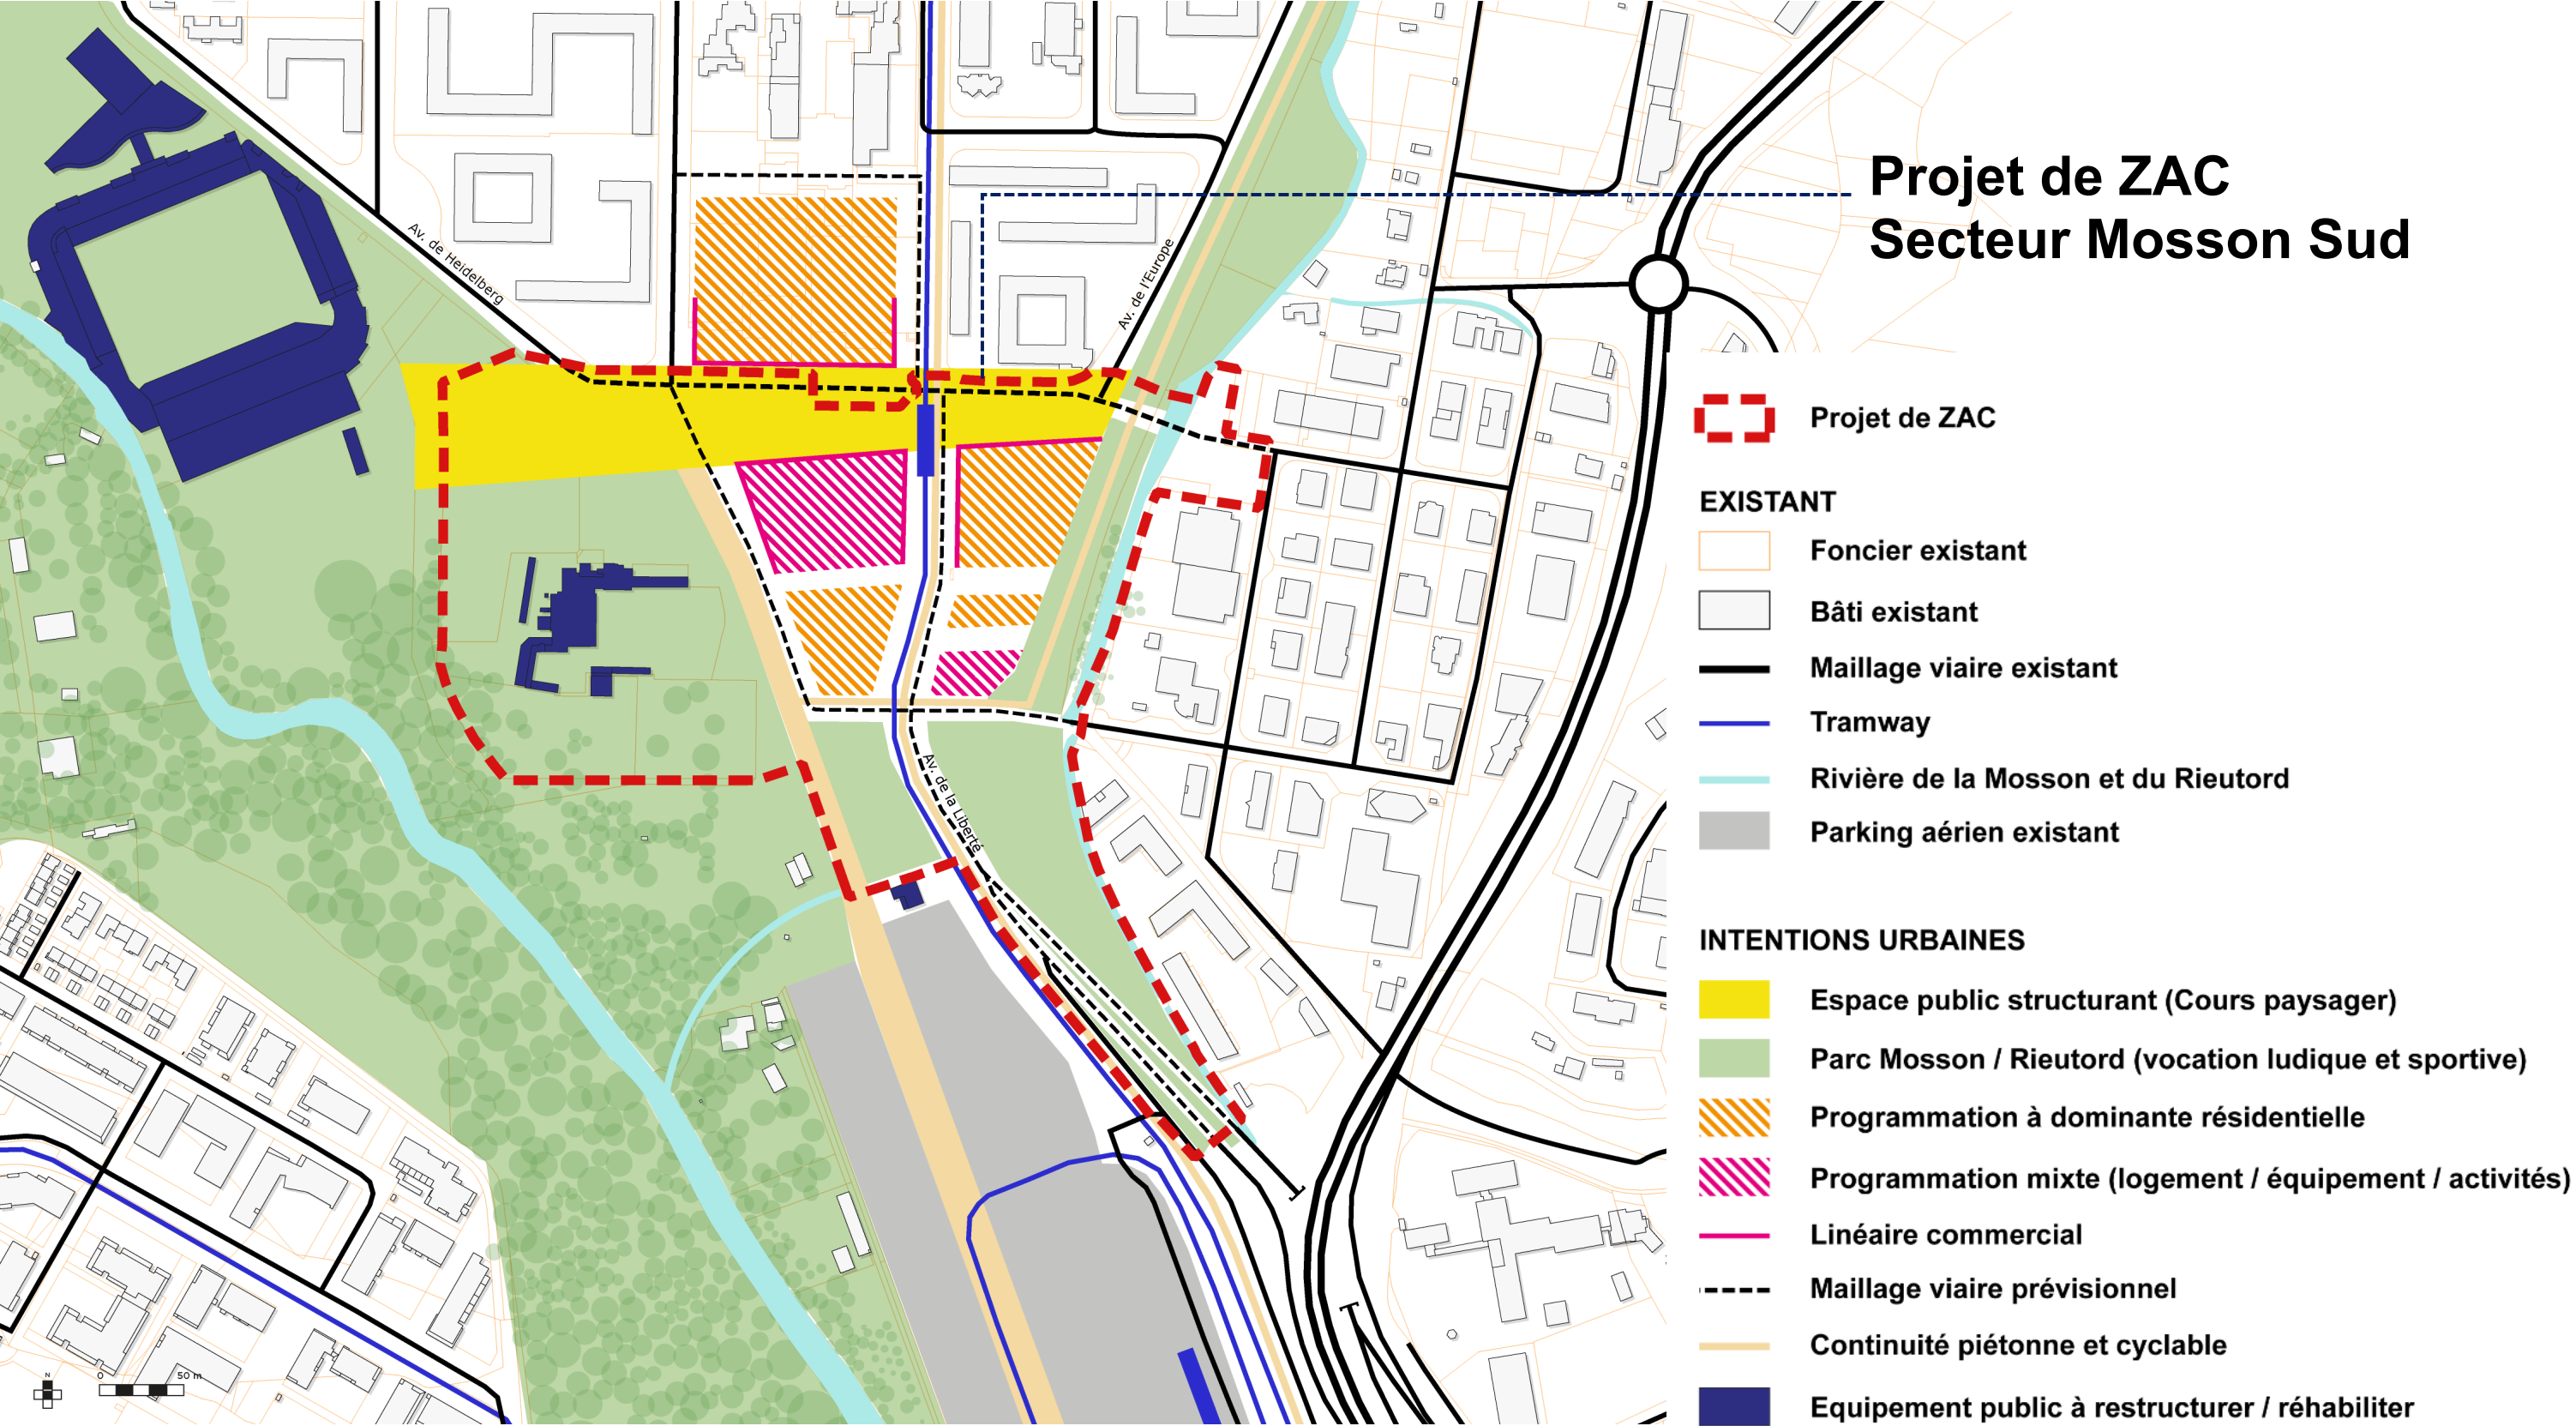 Projet de ZAC
Secteur Mosson Sud
Av. de Heidelberg
Av. de l'Europe
Av. de la Liberté
Projet de ZAC
EXISTANT
Foncier existant
Bâti existant
Maillage viaire existant
Tramway
Rivière de la Mosson et du Rieutord
Parking aérien existant
INTENTIONS URBAINES
Espace public structurant (Cours paysager)
Parc Mosson / Rieutord (vocation ludique et sportive)
Programmation à dominante résidentielle
Programmation mixte (logement / équipement / activités)
Linéaire commercial
Maillage viaire prévisionnel
Continuité piétonne et cyclable
Equipement public à restructurer / réhabiliter
N
0 50 m